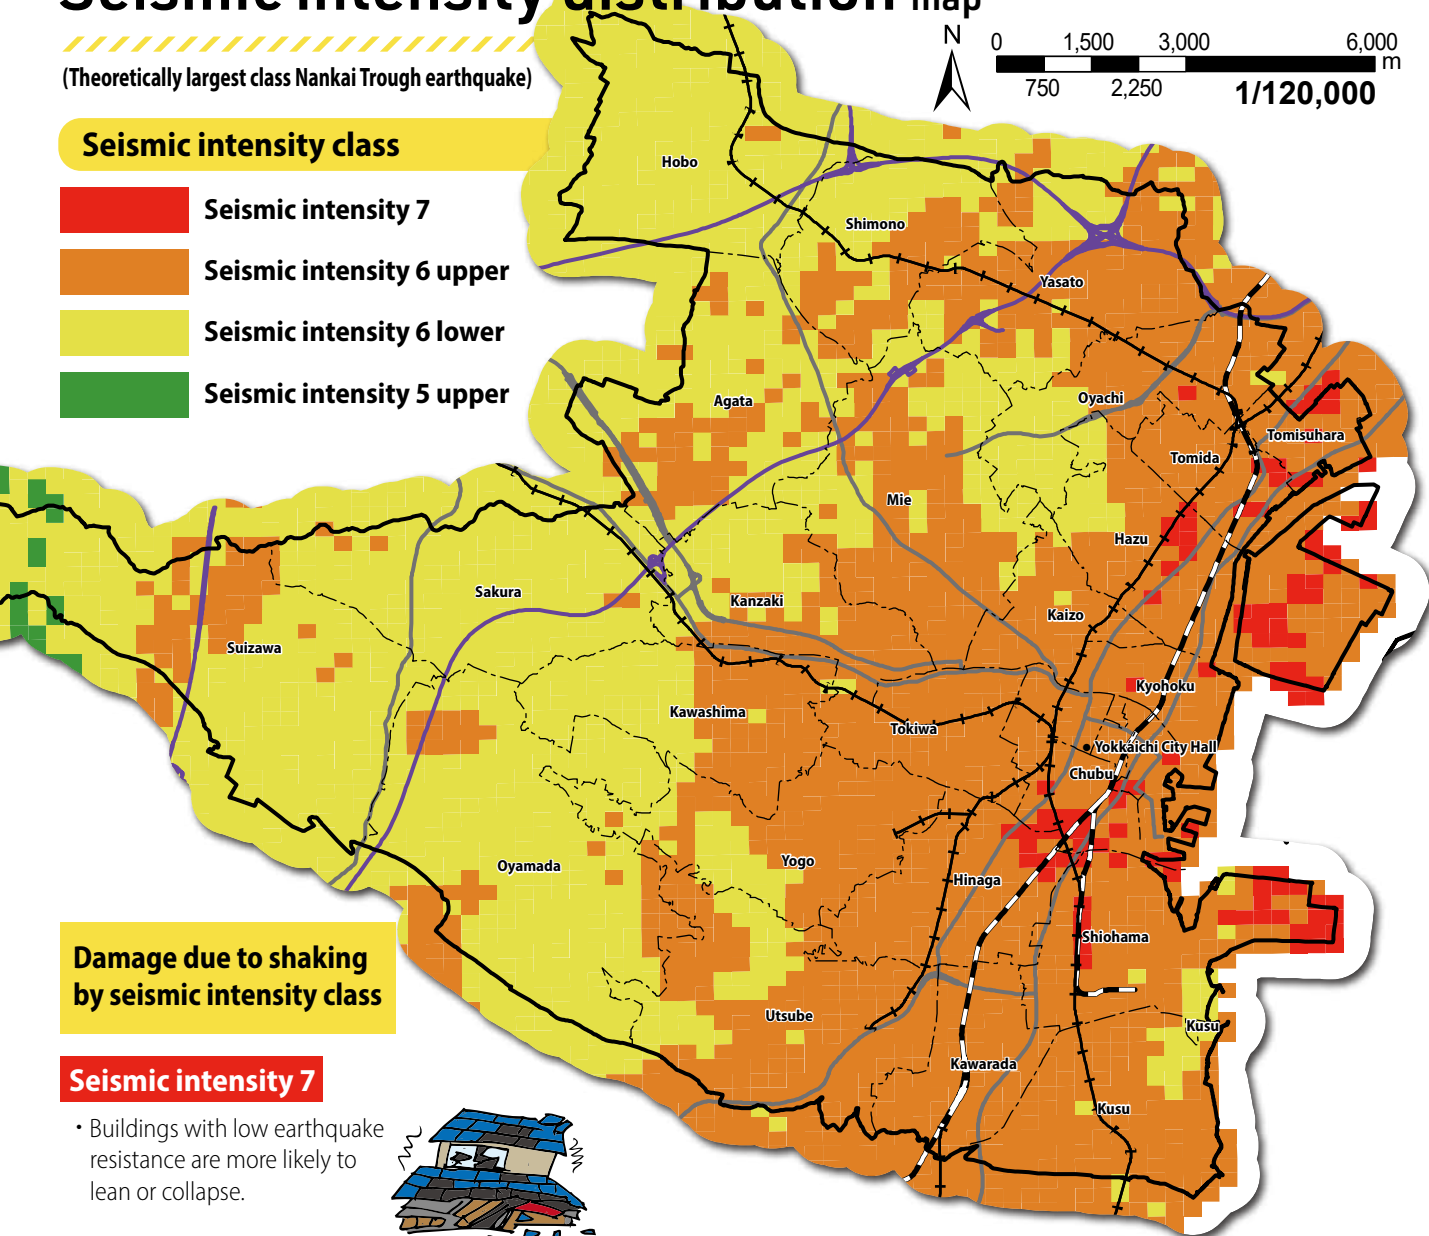 Seismic intensity distribution map
(Theoretically largest class Nankai Trough earthquake)
N
0 1,500 3,000 6,000
m
750 2,250
1/120,000
Seismic intensity class
Seismic intensity 7
Seismic intensity 6 upper
Seismic intensity 6 lower
Seismic intensity 5 upper
Hobo
Shimono
Yasato
Agata
Oyachi
Tomisuhara
Tomida
Mie
Hazu
Sakura
Kanzaki
Kaizo
Suizawa
Kyohoku
Kawashima
Tokiwa
Yokkaichi City Hall
Chubu
Oyamada
Yogo
Hinaga
Shiohama
Utsube
Kusu
Kawarada
Kusu
Damage due to shaking
by seismic intensity class
Seismic intensity 7
・Buildings with low earthquake
resistance are more likely to
lean or collapse.